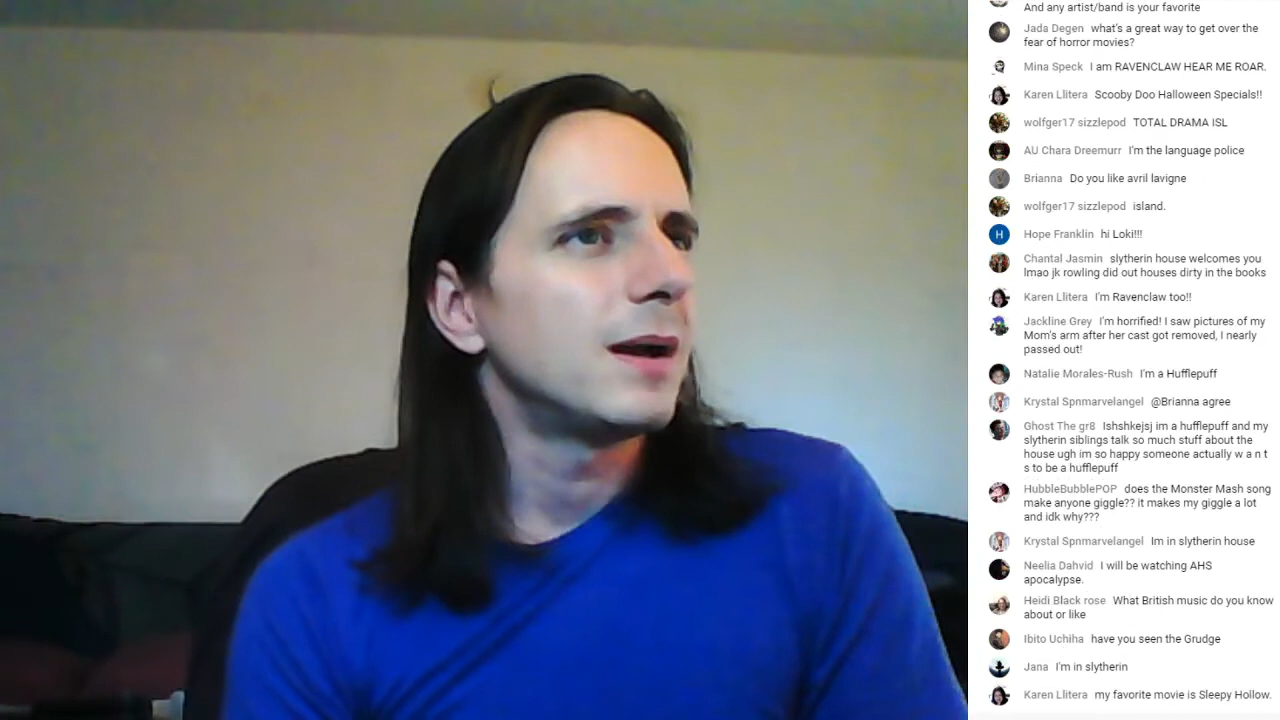 And any artist/band is your favorite
Jada Degen what's a great way to get over the
fear of horror movies?
Mina Speck I am RAVENCLAW HEAR ME ROAR.
Karen Llitera Scooby Doo Halloween Specials!!
wolfger17 sizzlepod TOTAL DRAMA ISL
AU Chara Dreemurr I'm the language police
Brianna Do you like avril lavigne
wolfger17 sizzlepod island.
H Hope Franklin hi Loki!!!
Chantal Jasmin slytherin house welcomes you
lmao jk rowling did out houses dirty in the books
Karen Llitera I'm Ravenclaw too!!
Jackline Grey I'm horrified! I saw pictures of my
Mom's arm after her cast got removed, I nearly
passed out!
Natalie Morales-Rush I'm a Hufflepuff
Krystal Spnmarvelangel @Brianna agree
Ghost The gr8 Ishshkejsj im a hufflepuff and my
slytherin siblings talk so much stuff about the
house ugh im so happy someone actually w a n t
s to be a hufflepuff
HubbleBubblePOP does the Monster Mash song
make anyone giggle?? it makes my giggle a lot
and idk why???
Krystal Spnmarvelangel Im in slytherin house
Neelia Dahvid I will be watching AHS
apocalypse.
Heidi Black rose What British music do you know
about or like
Ibito Uchiha have you seen the Grudge
Jana I'm in slytherin
Karen Llitera my favorite movie is Sleepy Hollow.